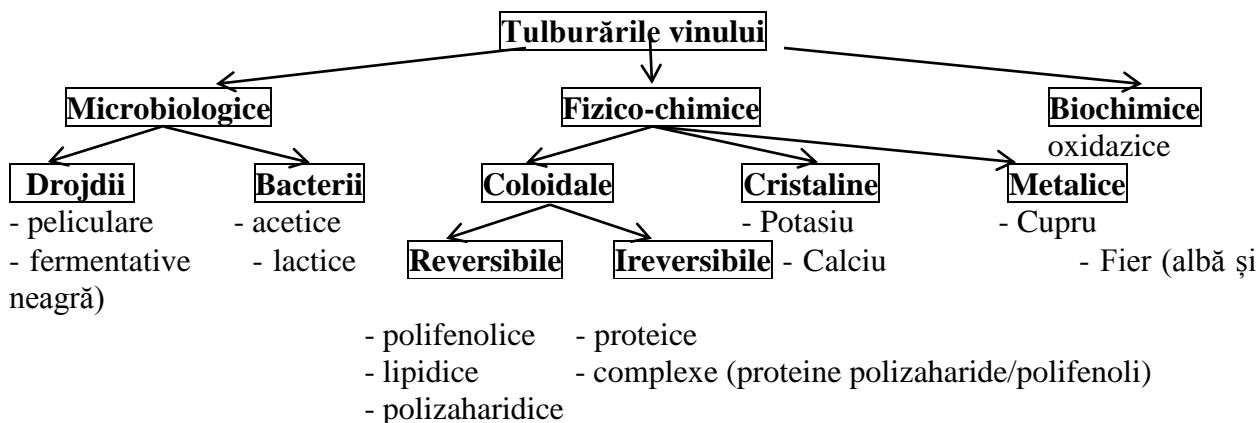 Tulburările vinului
Microbiologice Fizico-chimice Biochimice
oxidazice
Drojdii Bacterii Coloidale Cristaline Metalice
- peliculare - acetice - Potasiu - Cupru
- fermentative - lactice Reversibile Ireversibile - Calciu - Fier (albă și
neagră)
- polifenolice - proteice
- lipidice - complexe (proteine polizaharide/polifenoli)
- polizaharidice